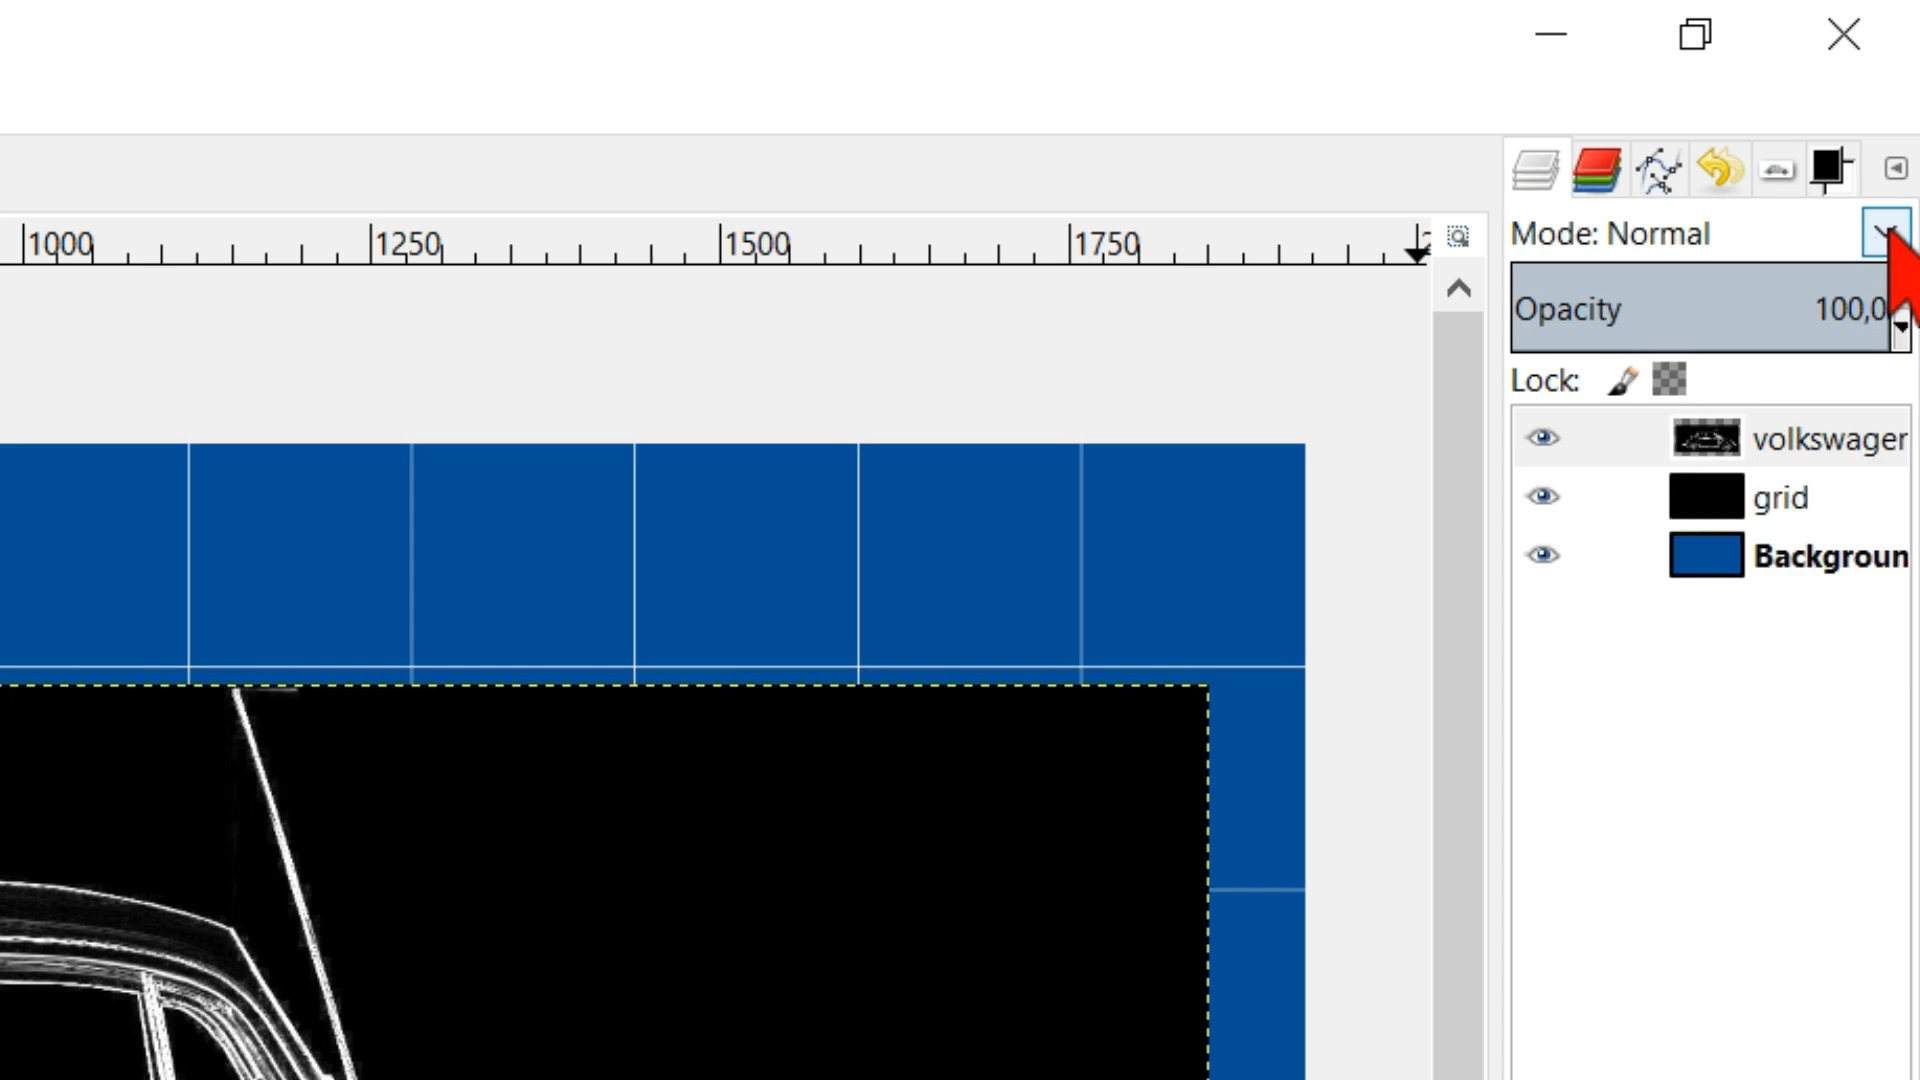 1000 1250 1500 1750
Mode: Normal
Opacity 100,0
Lock:
volkswager
grid
Backgroun